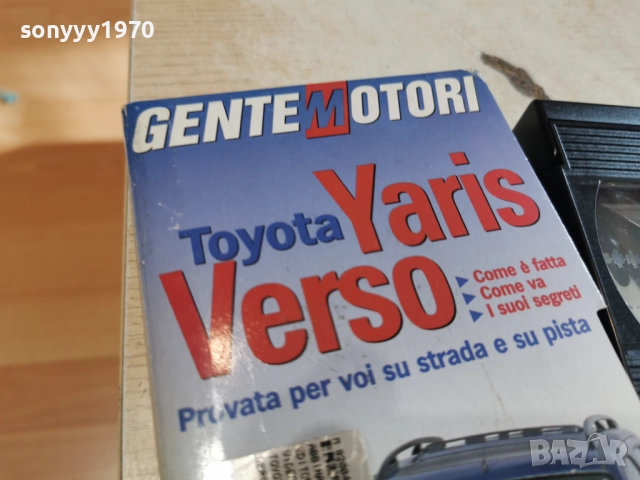 sonyyy1970
GENTE MOTORI
Toyota Yaris
Verso
Come è fatta
Come va
I suoi segreti
Provata per voi su strada e su pista
BAZAR